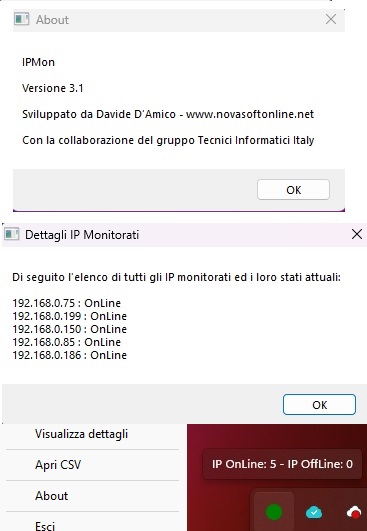 About
IPMon
Versione 3.1
Sviluppato da Davide D'Amico - www.novasoftonline.net
Con la collaborazione del gruppo Tecnici Informatici Italy
OK
Dettagli IP Monitorati
Di seguito l'elenco di tutti gli IP monitorati ed i loro stati attuali:
192.168.0.75 : OnLine
192.168.0.199 : OnLine
192.168.0.150 : OnLine
192.168.0.85 : OnLine
192.168.0.186 : OnLine
OK
Visualizza dettagli
Apri CSV
About
Esci
IP OnLine: 5 - IP OffLine: 0